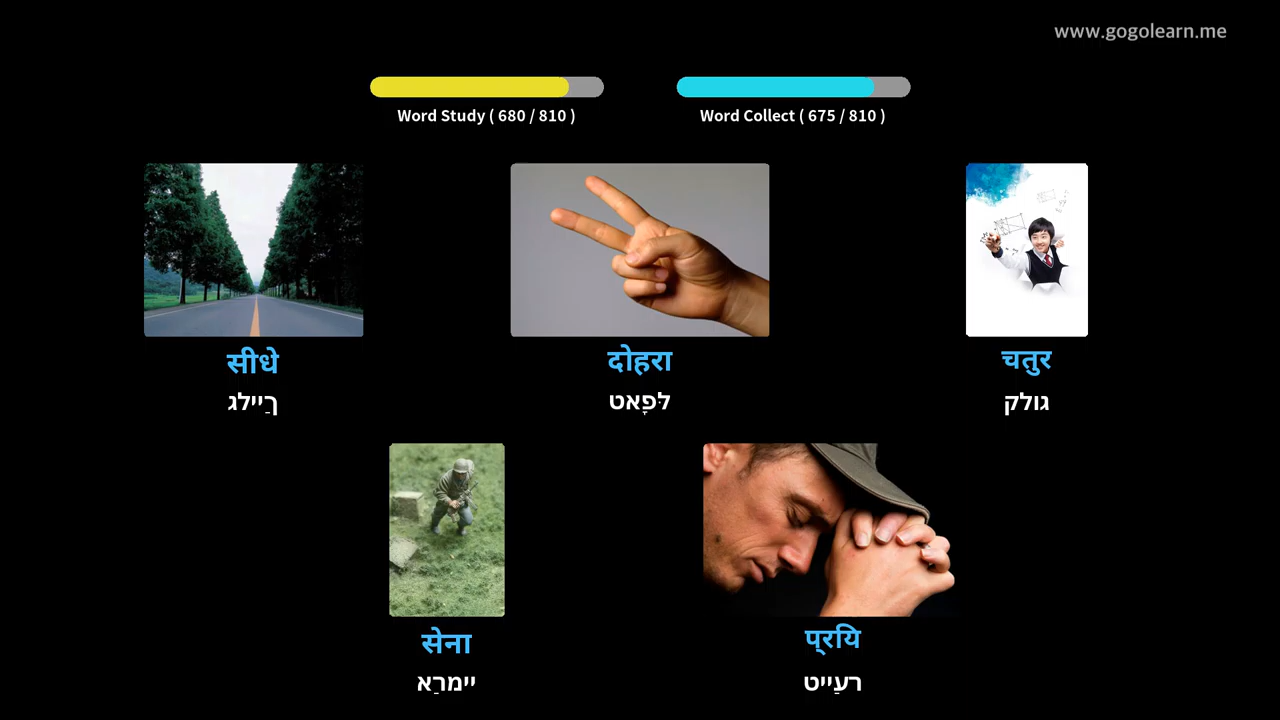 www.gogolearn.me
Word Study ( 680 / 810 )
Word Collect ( 675 / 810 )
सीधे
דोहरा
चतुर
ךַיילג
לּפָאט
גולק
सेना
प्‌रयि
יימרַא
רעַייט